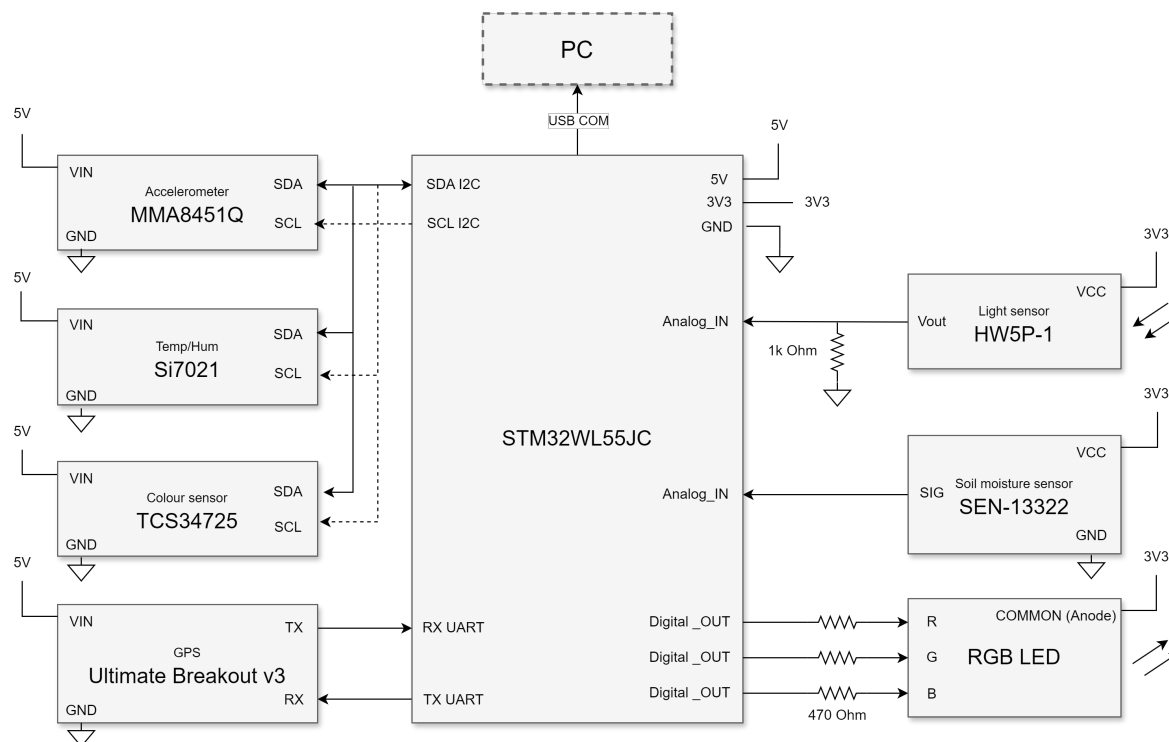 PC
USB COM
5V
VIN
Accelerometer
MMA8451Q
SDA
SCL
GND
5V
VIN
Temp/Hum
Si7021
SDA
SCL
GND
5V
VIN
Colour sensor
TCS34725
SDA
SCL
GND
5V
VIN
GPS
Ultimate Breakout v3
TX
RX
GND
SDA I2C
SCL I2C
RX UART
TX UART
STM32WL55JC
5V
3V3
GND
Analog_IN
Analog_IN
Digital _OUT
Digital _OUT
Digital _OUT
5V
3V3
1k Ohm
470 Ohm
3V3
VCC
Light sensor
Vout
HW5P-1
3V3
VCC
Soil moisture sensor
SIG
SEN-13322
GND
3V3
COMMON (Anode)
R
G
B
RGB LED